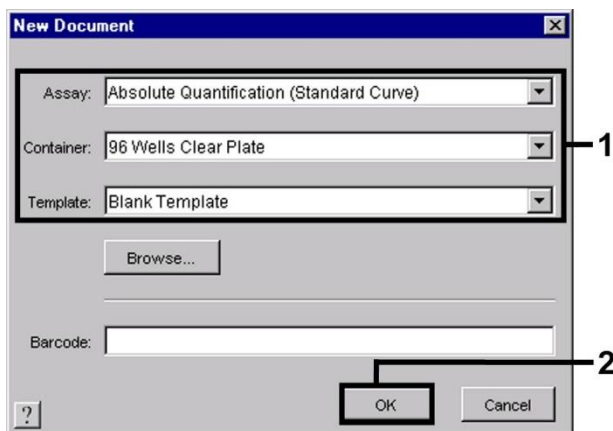 New Document
Assay: Absolute Quantification (Standard Curve)
Container: 96 Wells Clear Plate
1
Template: Blank Template
Browse...
Barcode:
2
? OK Cancel